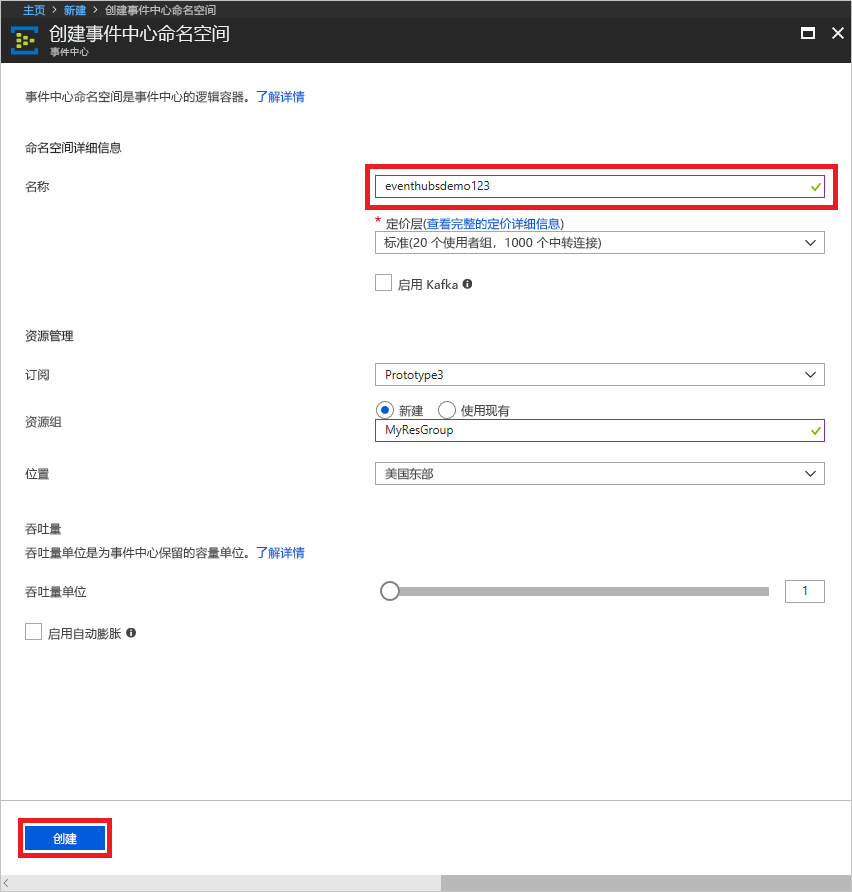 主页 > 新建 > 创建事件中心命名空间
创建事件中心命名空间
事件中心
事件中心命名空间是事件中心的逻辑容器。了解详情
命名空间详细信息
名称
eventhubsdemo123
* 定价层(查看完整的定价详细信息)
标准(20 个使用者组，1000 个中转连接)
启用 Kafka
资源管理
订阅
Prototype3
新建 使用现有
资源组
MyResGroup
位置
美国东部
吞吐量
吞吐量单位是为事件中心保留的容量单位。了解详情
吞吐量单位
1
启用自动膨胀
创建